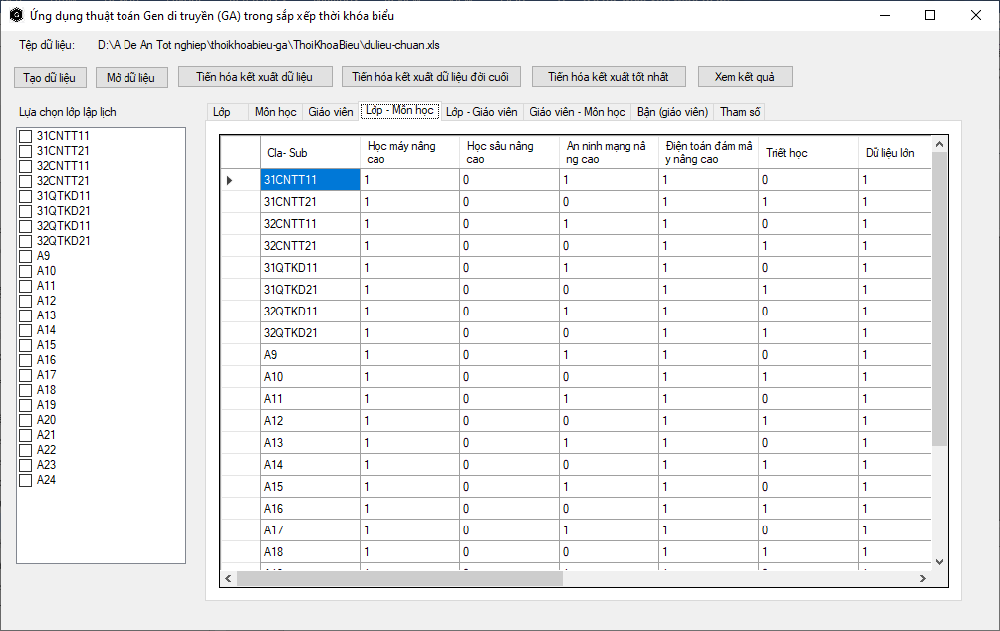 Ứng dụng thuật toán Gen di truyền (GA) trong sắp xếp thời khóa biểu
Tệp dữ liệu: D:\A De An Tot nghiep\thoikhoabieu-ga\ThoiKhoaBieu\dulieu-chuan.xls
Tạo dữ liệu Mở dữ liệu Tiến hóa kết xuất dữ liệu Tiến hóa kết xuất dữ liệu đời cuối Tiến hóa kết xuất tốt nhất Xem kết quả
Lựa chọn lớp lập lịch
31CNTT11
31CNTT21
32CNTT11
32CNTT21
31QTKD11
31QTKD21
32QTKD11
32QTKD21
A9
A10
A11
A12
A13
A14
A15
A16
A17
A18
A19
A20
A21
A22
A23
A24
Lớp Môn học Giáo viên Lớp - Môn học Lớp - Giáo viên Giáo viên - Môn học Bận (giáo viên) Tham số
Cla- Sub Học máy nâng cao Học sâu nâng cao An ninh mạng nâng cao Điện toán đám mây nâng cao Triết học Dữ liệu lớn
31CNTT11 1 0 1 1 0 1
31CNTT21 1 0 0 1 1 1
32CNTT11 1 0 1 1 0 1
32CNTT21 1 0 0 1 1 1
31QTKD11 1 0 1 1 0 1
31QTKD21 1 0 0 1 1 1
32QTKD11 1 0 1 1 0 1
32QTKD21 1 0 0 1 1 1
A9 1 0 1 1 0 1
A10 1 0 0 1 1 1
A11 1 0 1 1 0 1
A12 1 0 0 1 1 1
A13 1 0 1 1 0 1
A14 1 0 0 1 1 1
A15 1 0 1 1 0 1
A16 1 0 0 1 1 1
A17 1 0 1 1 0 1
A18 1 0 0 1 1 1